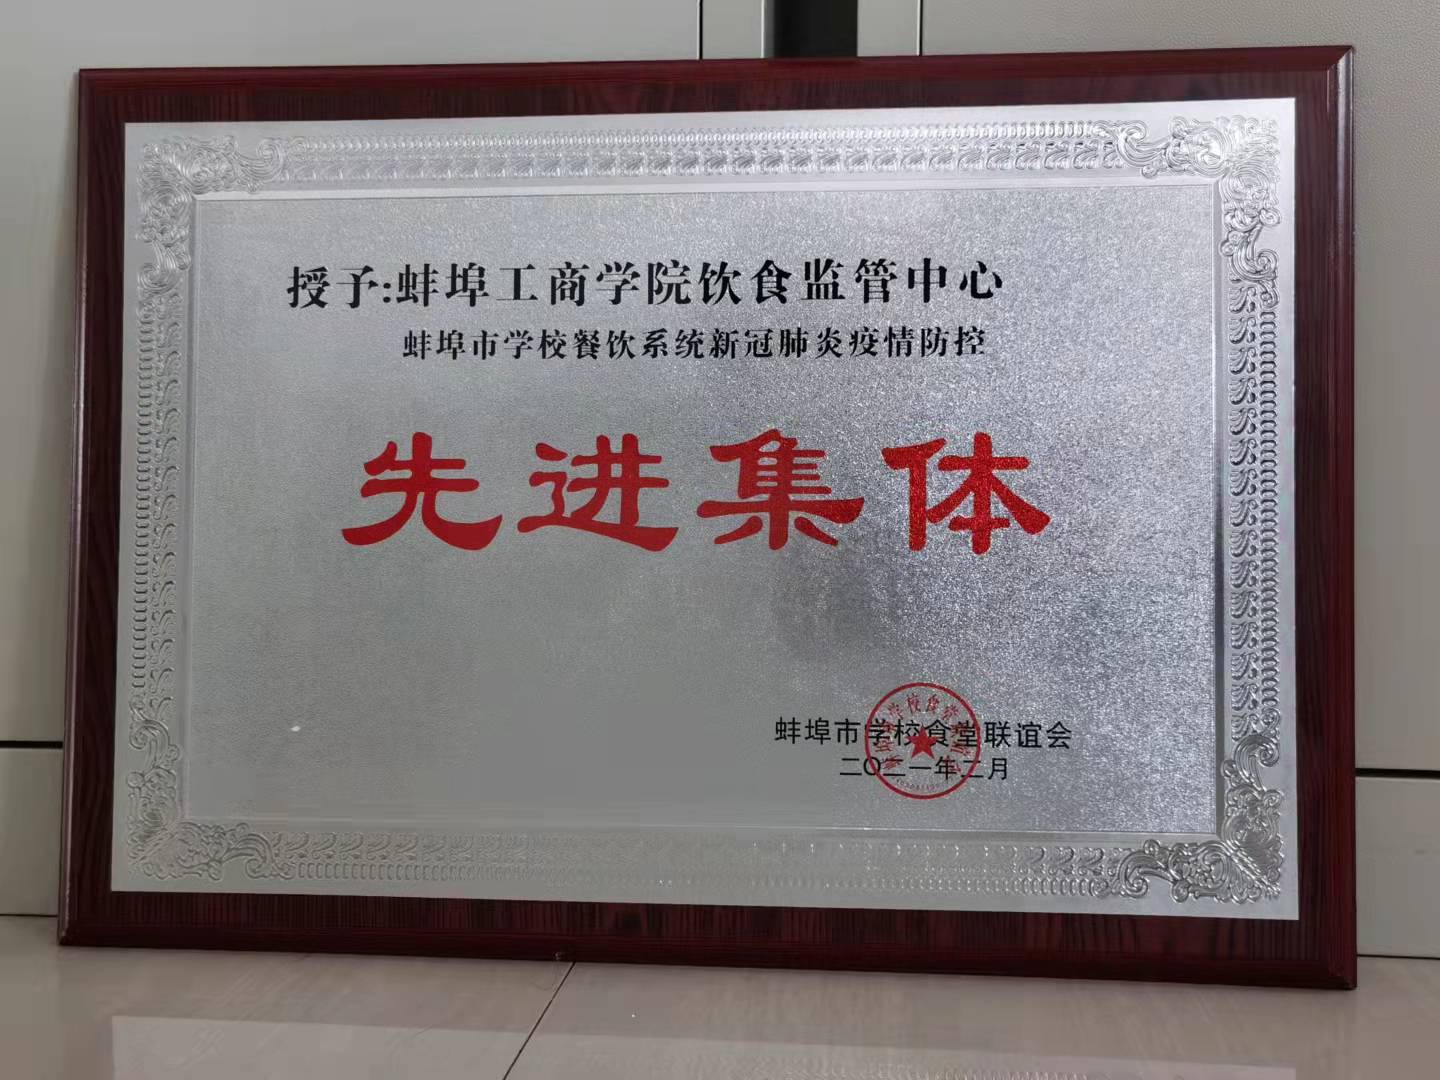 授予:蚌埠工商学院饮食监管中心
蚌埠市学校餐饮系统新冠肺炎疫情防控
先进集体
蚌埠市学校食堂联谊会
二〇二一年二月